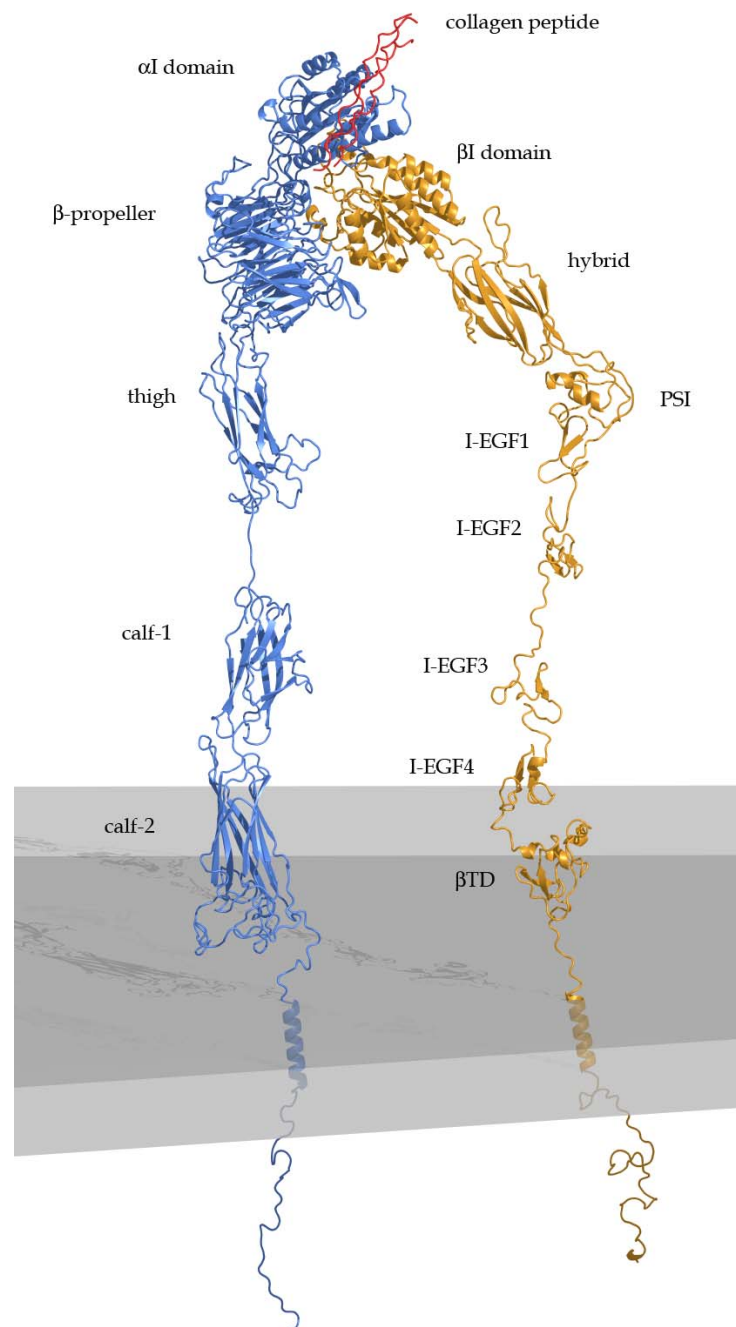 collagen peptide
αI domain
βI domain
β-propeller
hybrid
thigh
PSI
I-EGF1
I-EGF2
calf-1
I-EGF3
I-EGF4
calf-2
βTD